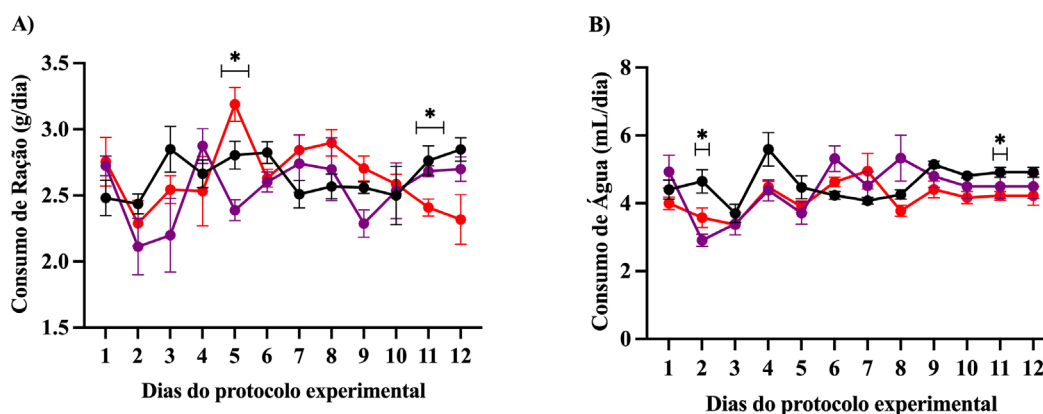 A)
Consumo de Ração (g/dia)
3.5
3.0
2.5
2.0
1.5
*
*
1 2 3 4 5 6 7 8 9 10 11 12
Dias do protocolo experimental
B)
Consumo de Água (mL/dia)
8
6
4
2
0
*
*
1 2 3 4 5 6 7 8 9 10 11 12
Dias do protocolo experimental